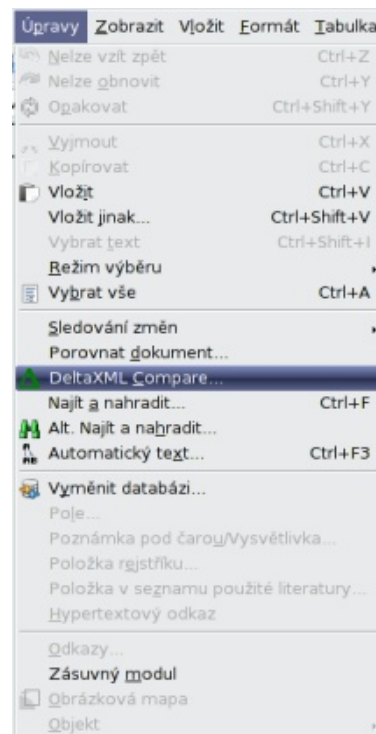 Úpravy Zobrazit Vložit Formát Tabulka
Nelze vzít zpět Ctrl+Z
Nelze obnovit Ctrl+Y
Opakovat Ctrl+Shift+Y
Vyjmout Ctrl+X
Kopírovat Ctrl+C
Vložit Ctrl+V
Vložit jinak... Ctrl+Shift+V
Vybrat text Ctrl+Shift+I
Režim výběru
Vybrat vše Ctrl+A
Sledování změn
Porovnat dokument...
DeltaXML Compare...
Najít a nahradit... Ctrl+F
Alt. Najít a nahradit...
Automatický text... Ctrl+F3
Vyměnit databázi...
Pole...
Poznámka pod čarou/Vysvětlivka...
Položka rejstříku...
Položka v seznamu použité literatury...
Hypertextový odkaz
Odkazy...
Zásuvný modul
Obrázková mapa
Objekt